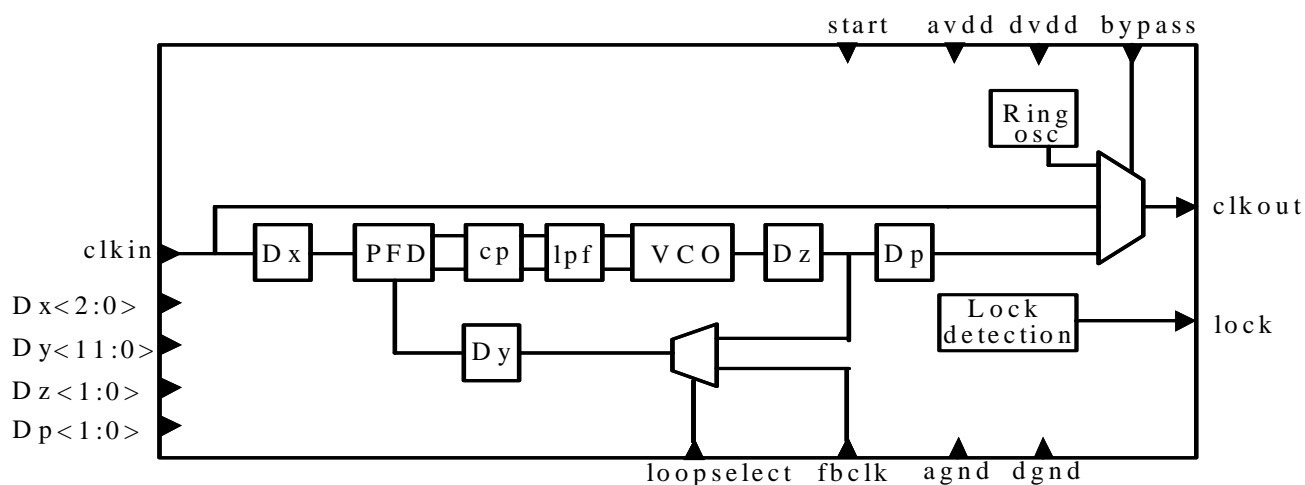 start avdd dvdd bypass
Ring
osc
clkout
clkin
Dx
PFD
cp
lpf
VCO
Dz
Dp
Dx<2:0>
Dy<11:0>
Dz<1:0>
Dp<1:0>
Dy
Lock
detection
lock
loopselect fbclk agnd dgnd